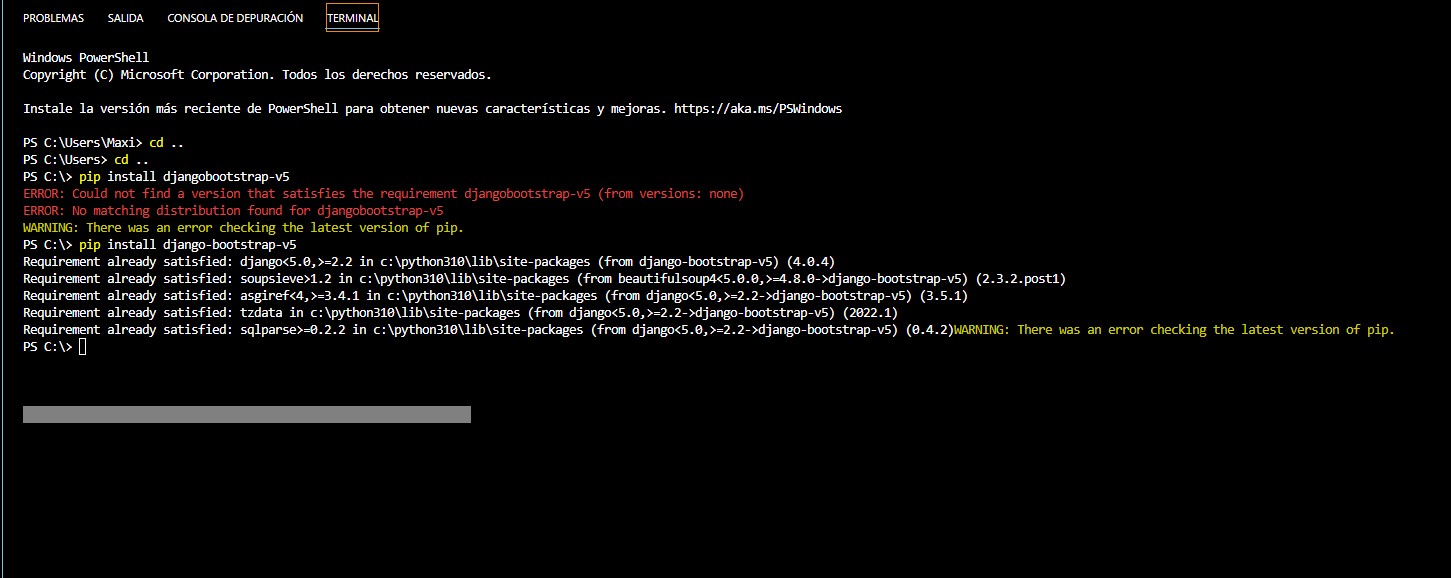 PROBLEMAS SALIDA CONSOLA DE DEPURACIÓN TERMINAL
Windows PowerShell
Copyright (C) Microsoft Corporation. Todos los derechos reservados.
Instale la versión más reciente de PowerShell para obtener nuevas características y mejoras. https://aka.ms/PSWindows
PS C:\Users\Maxi> cd ..
PS C:\Users> cd ..
PS C:\> pip install djangobootstrap-v5
ERROR: Could not find a version that satisfies the requirement djangobootstrap-v5 (from versions: none)
ERROR: No matching distribution found for djangobootstrap-v5
WARNING: There was an error checking the latest version of pip.
PS C:\> pip install django-bootstrap-v5
Requirement already satisfied: django<5.0,>=2.2 in c:\python310\lib\site-packages (from django-bootstrap-v5) (4.0.4)
Requirement already satisfied: soupsieve>1.2 in c:\python310\lib\site-packages (from beautifulsoup4<5.0.0,>=4.8.0->django-bootstrap-v5) (2.3.2.post1)
Requirement already satisfied: asgiref<4,>=3.4.1 in c:\python310\lib\site-packages (from django<5.0,>=2.2->django-bootstrap-v5) (3.5.1)
Requirement already satisfied: tzdata in c:\python310\lib\site-packages (from django<5.0,>=2.2->django-bootstrap-v5) (2022.1)
Requirement already satisfied: sqlparse>=0.2.2 in c:\python310\lib\site-packages (from django<5.0,>=2.2->django-bootstrap-v5) (0.4.2)WARNING: There was an error checking the latest version of pip.
PS C:\>